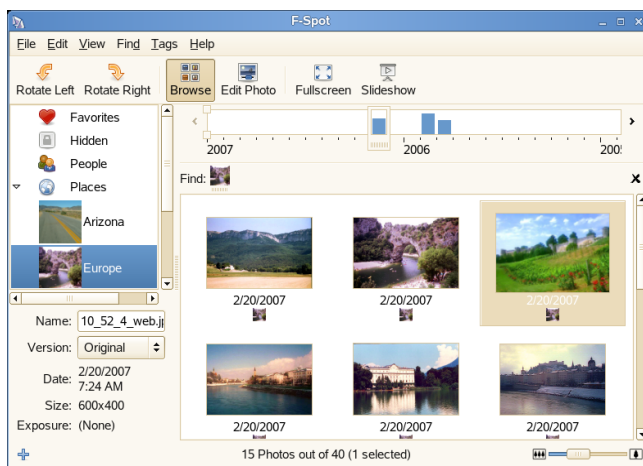 F-Spot
File Edit View Find Tags Help
Rotate Left Rotate Right Browse Edit Photo Fullscreen Slideshow
Favorites
Hidden
People
Places
Arizona
Europe
2007 2006 200
Find:
2/20/2007 2/20/2007 2/20/2007
2/20/2007 2/20/2007 2/20/2007
Name: 10_52_4_web.j
Version: Original
Date: 2/20/2007
7:24 AM
Size: 600x400
Exposure: (None)
15 Photos out of 40 (1 selected)